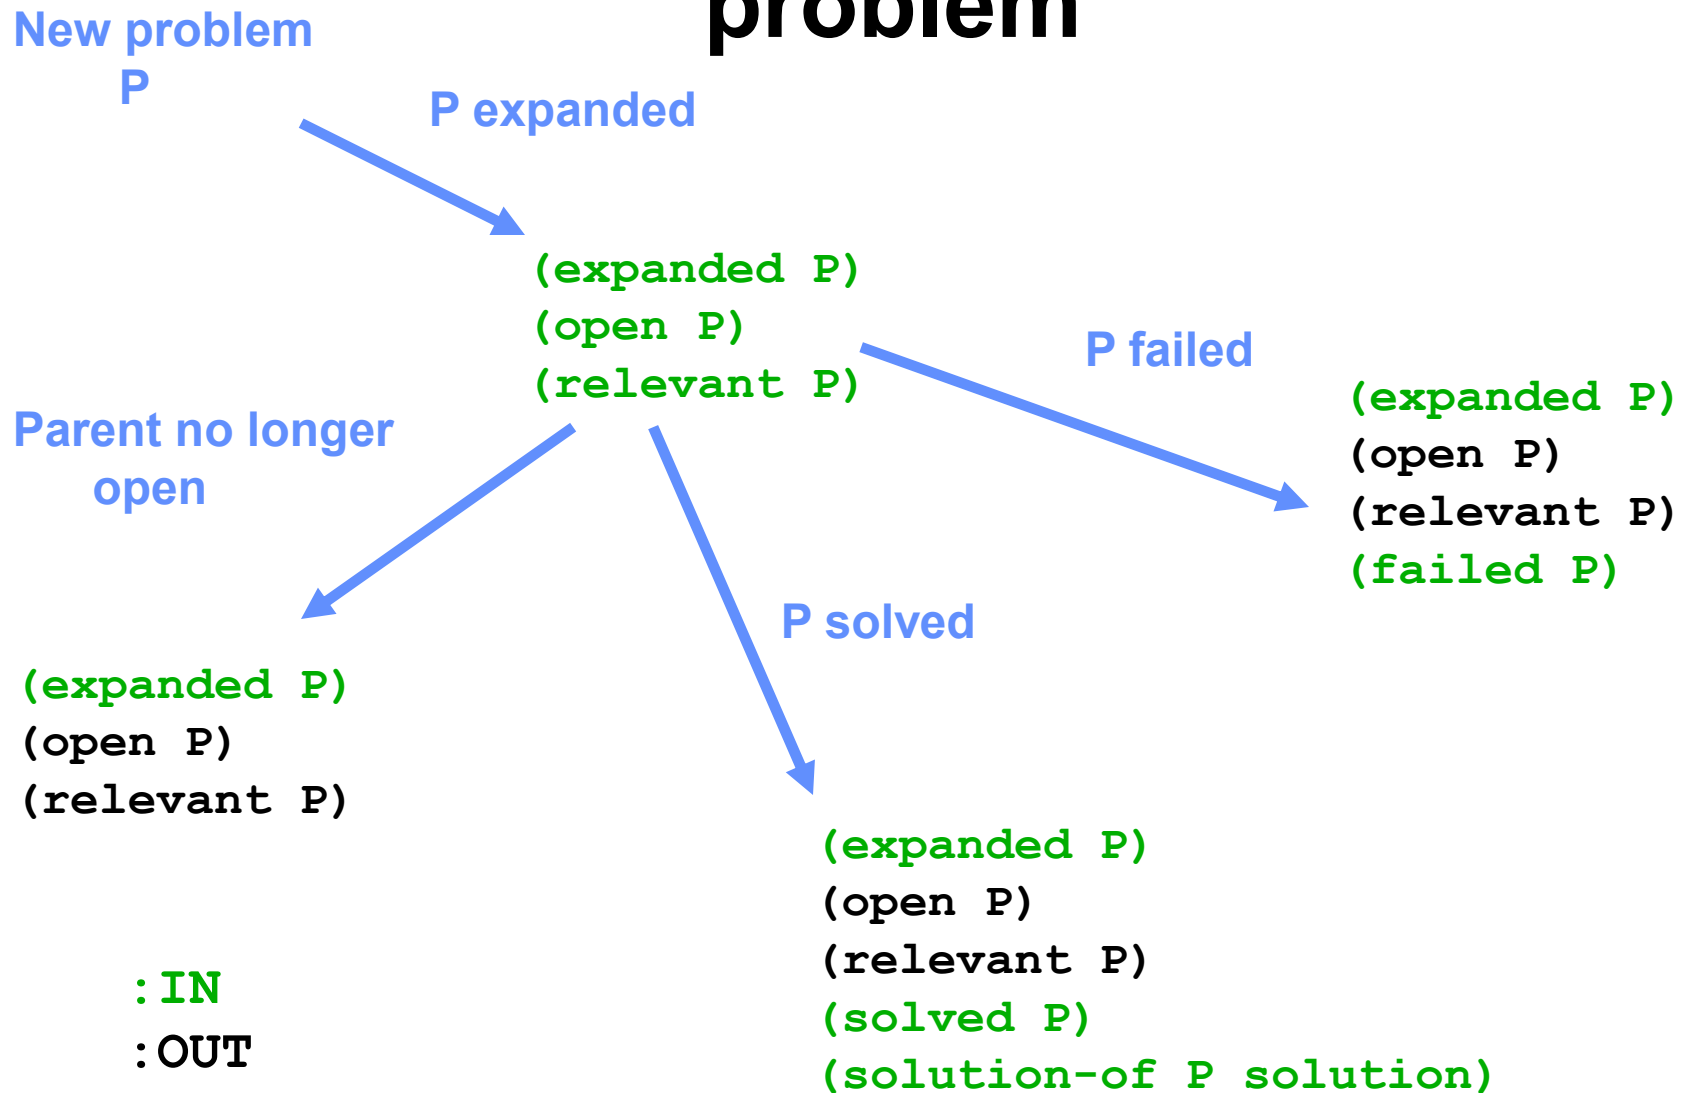 problem
New problem
P
P expanded
(expanded P)
(open P)
(relevant P)
P failed
(expanded P)
(open P)
(relevant P)
(failed P)
Parent no longer
open
P solved
(expanded P)
(open P)
(relevant P)
(expanded P)
(open P)
(relevant P)
(solved P)
(solution-of P solution)
:IN
:OUT